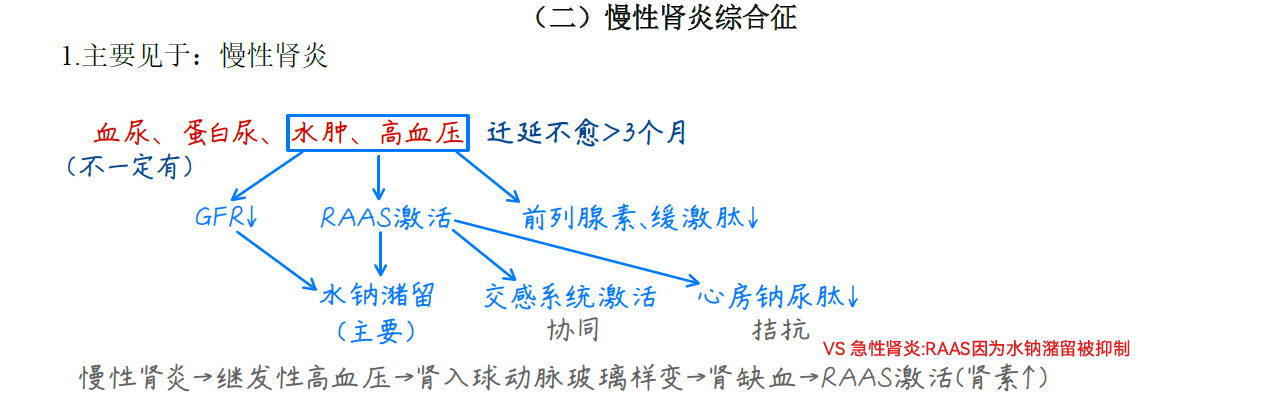 （二）慢性肾炎综合征
1.主要见于：慢性肾炎
血尿、蛋白尿、水肿、高血压 迁延不愈>3个月
(不一定有)
GFR↓ RAAS激活 前列腺素、缓激肽↓
水钠潴留 交感系统激活 心房钠尿肽↓
(主要) 协同 拮抗
VS 急性肾炎:RAAS因为水钠潴留被抑制
慢性肾炎→继发性高血压→肾入球动脉玻璃样变→肾缺血→RAAS激活(肾素↑)